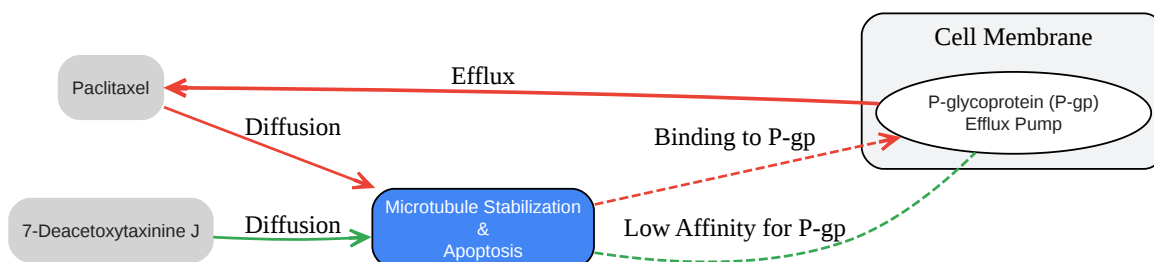 Cell Membrane
Efflux
Paclitaxel
P-glycoprotein (P-gp)
Efflux Pump
Diffusion
Binding to P-gp
Microtubule Stabilization
&
Apoptosis
7-Deacetoxytaxinine J
Diffusion
Low Affinity for P-gp